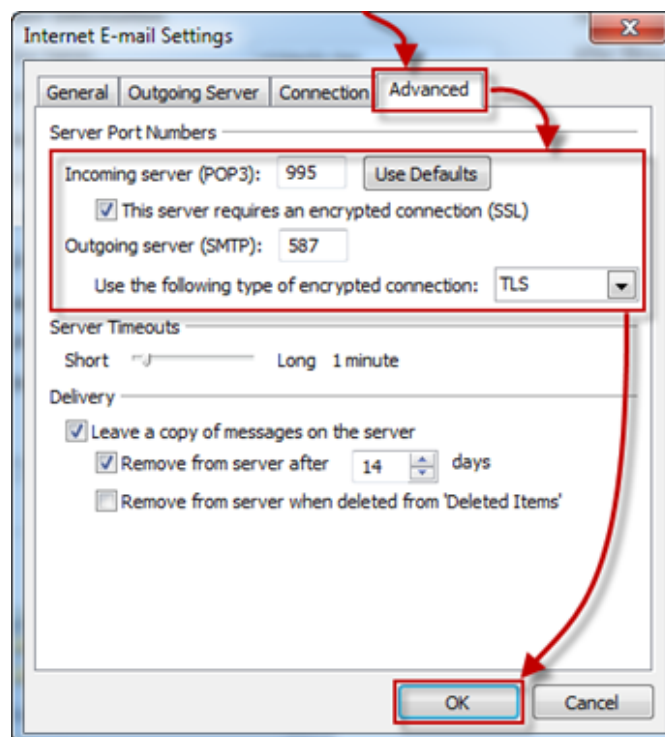 Internet E-mail Settings
General Outgoing Server Connection Advanced
Server Port Numbers
Incoming server (POP3): 995 Use Defaults
This server requires an encrypted connection (SSL)
Outgoing server (SMTP): 587
Use the following type of encrypted connection: TLS
Server Timeouts
Short Long 1 minute
Delivery
Leave a copy of messages on the server
Remove from server after 14 days
Remove from server when deleted from 'Deleted Items'
OK Cancel